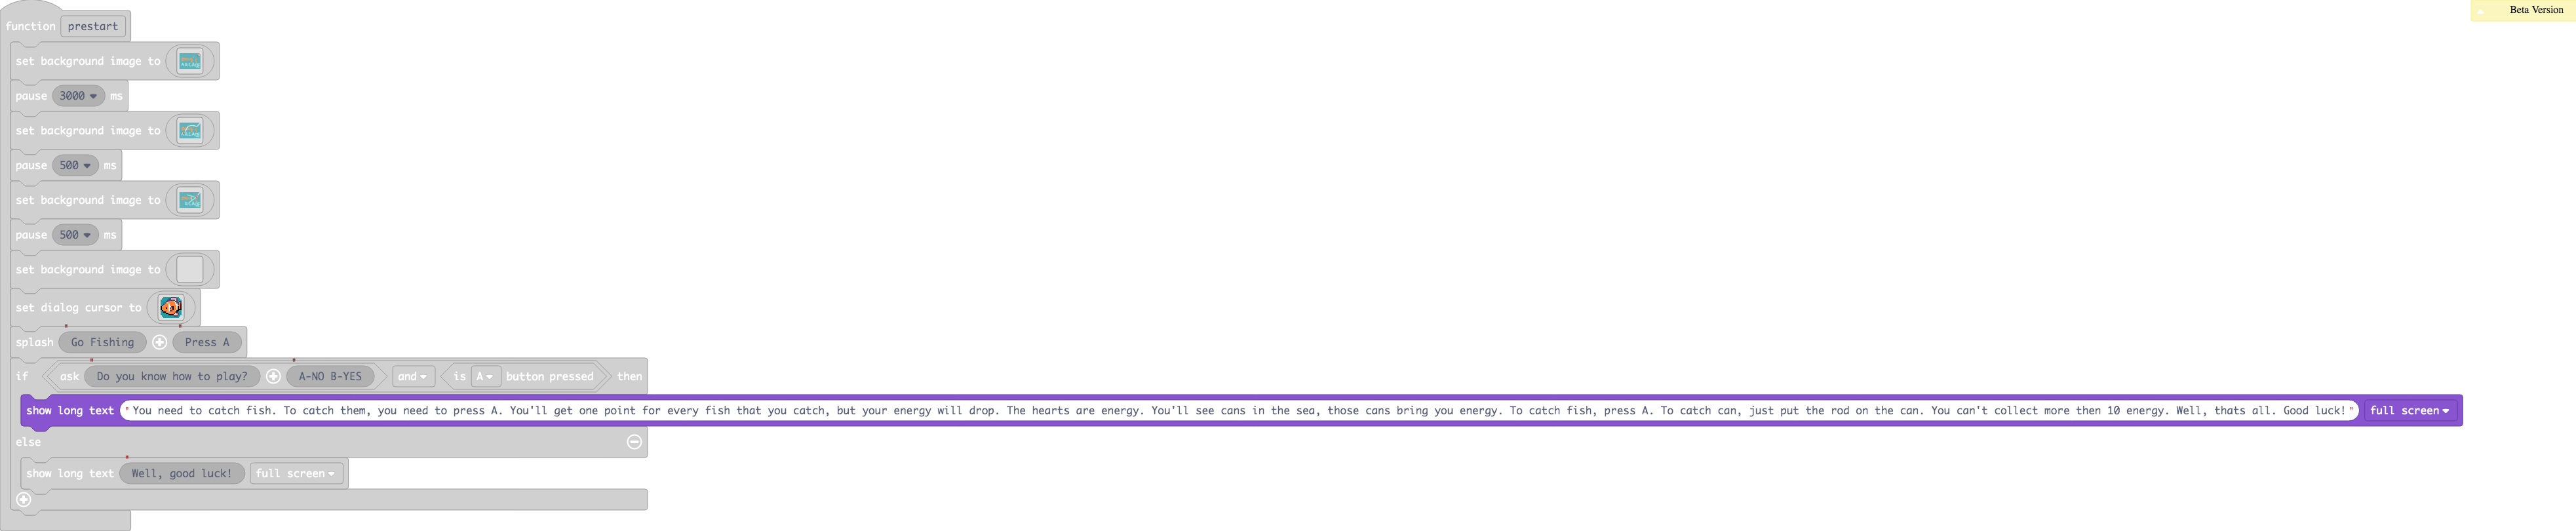 Beta Version
function prestart
set background image to
pause 3000 ms
set background image to
pause 500 ms
set background image to
pause 500 ms
set background image to
set dialog cursor to
splash Go Fishing Press A
if ask Do you know how to play? A-NO B-YES and is A button pressed then
show long text "You need to catch fish. To catch them, you need to press A. You'll get one point for every fish that you catch, but your energy will drop. The hearts are energy. You'll see cans in the sea, those cans bring you energy. To catch fish, press A. To catch can, just put the rod on the can. You can't collect more then 10 energy. Well, thats all. Good luck!" full screen
else
show long text Well, good luck! full screen